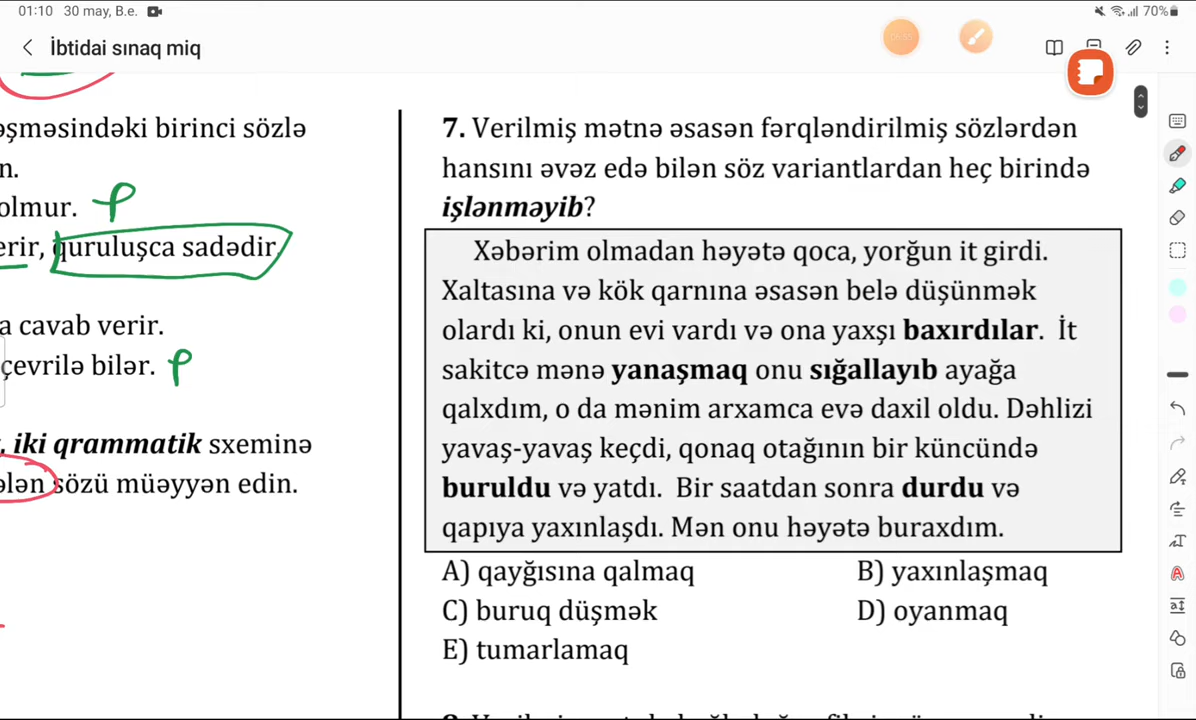 01:10 30 may, B.e.
70%
İbtidai sınaq miq
06:55
əşməsindəki birinci sözlə
n.
olmur.
erir, quruluşca sadədir.
a cavab verir.
çevrilə bilər.
, iki qrammatik sxeminə
ələn sözü müəyyən edin.
7. Verilmiş mətnə əsasən fərqləndirilmiş sözlərdən
hansını əvəz edə bilən söz variantlardan heç birində
işlənməyib?
Xəbərim olmadan həyətə qoca, yorğun it girdi.
Xaltasına və kök qarnına əsasən belə düşünmək
olardı ki, onun evi vardı və ona yaxşı baxırdılar. İt
sakitcə mənə yanaşmaq onu sığallayıb ayağa
qalxdım, o da mənim arxamca evə daxil oldu. Dəhlizi
yavaş-yavaş keçdi, qonaq otağının bir küncündə
buruldu və yatdı. Bir saatdan sonra durdu və
qapıya yaxınlaşdı. Mən onu həyətə buraxdım.
A) qayğısına qalmaq B) yaxınlaşmaq
C) buruq düşmək D) oyanmaq
E) tumarlamaq